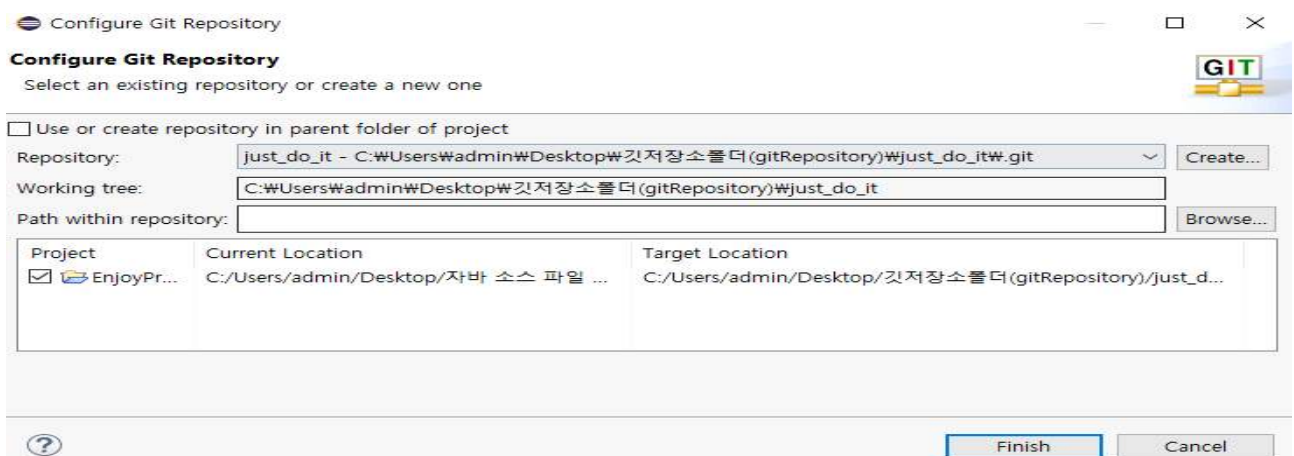 Configure Git Repository
Configure Git Repository
Select an existing repository or create a new one
GIT
Use or create repository in parent folder of project
Repository: just_do_it - C:₩Users₩admin₩Desktop₩깃저장소폴더(gitRepository)₩just_do_it₩.git Create...
Working tree: C:₩Users₩admin₩Desktop₩깃저장소폴더(gitRepository)₩just_do_it
Path within repository: Browse...
Project Current Location Target Location
EnjoyPr... C:/Users/admin/Desktop/자바 소스 파일 ... C:/Users/admin/Desktop/깃저장소폴더(gitRepository)/just_d...
? Finish Cancel